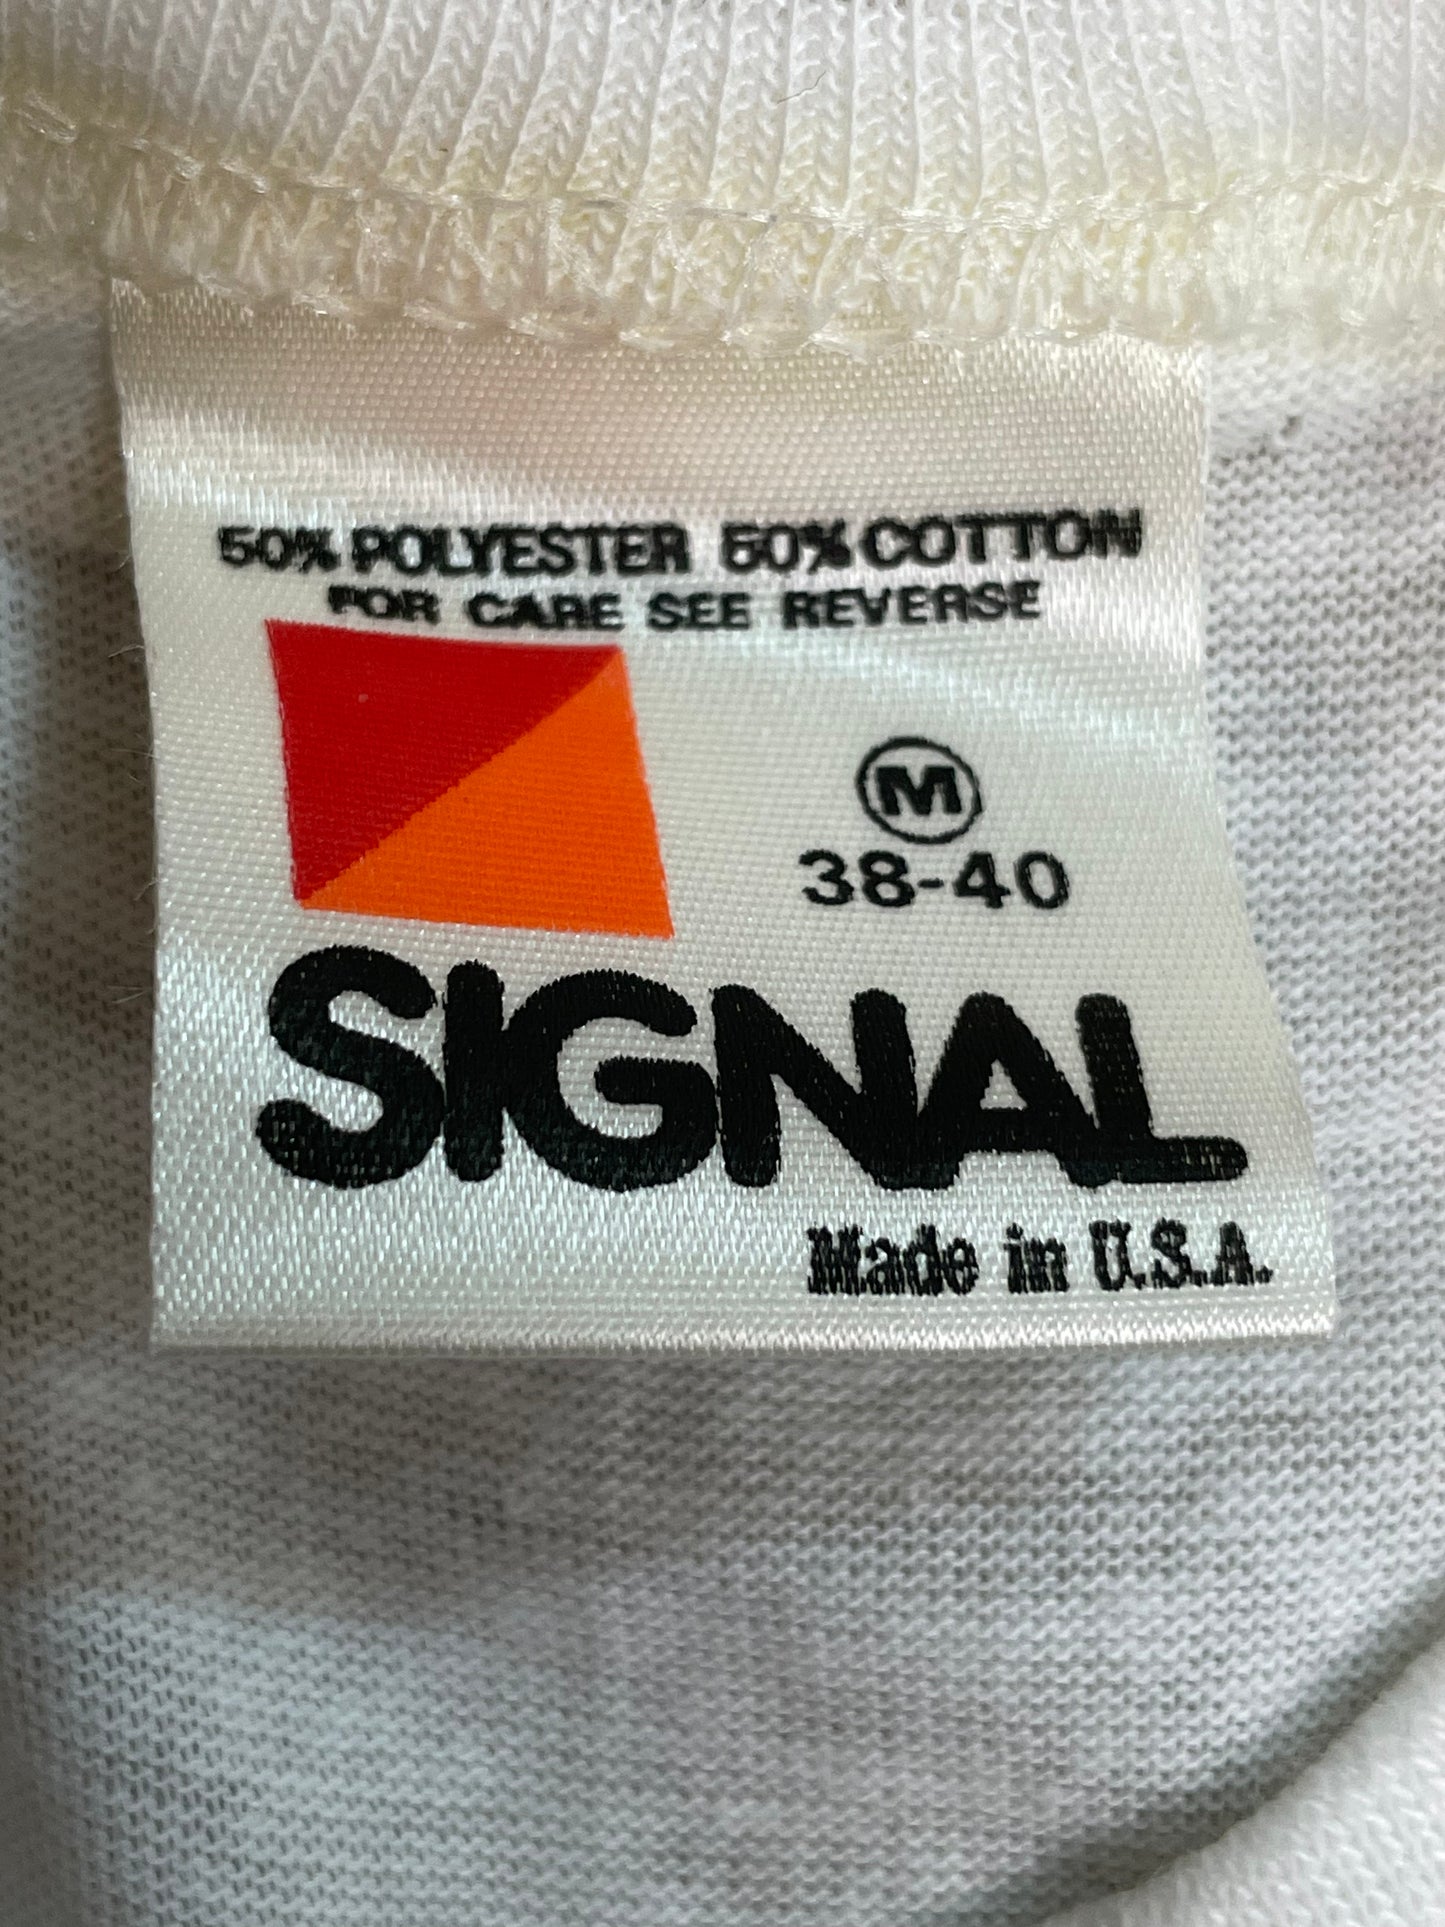 50% POLYESTER 50% COTTON
FOR CARE SEE REVERSE
M
38-40
SIGNAL
Made in U.S.A.